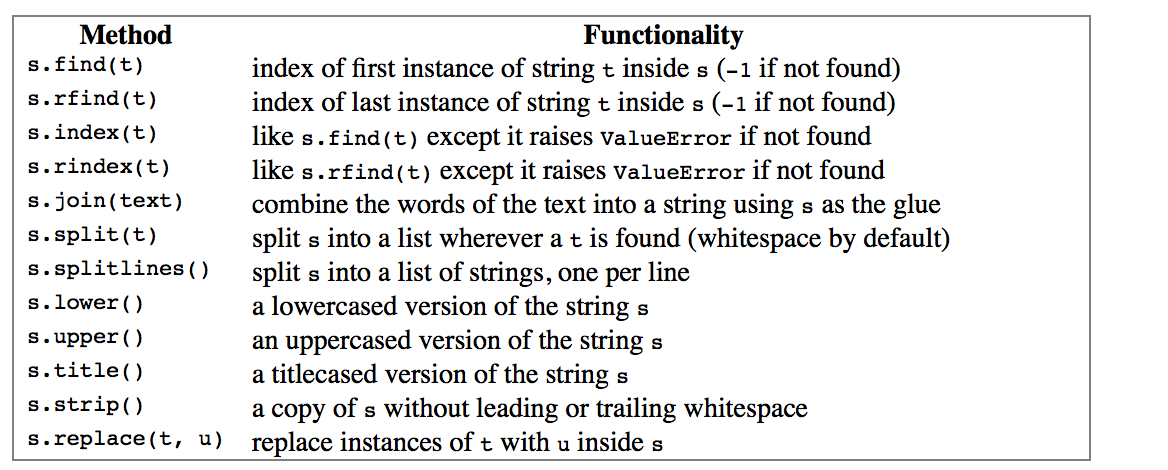 Method Functionality
s.find(t) index of first instance of string t inside s (-1 if not found)
s.rfind(t) index of last instance of string t inside s (-1 if not found)
s.index(t) like s.find(t) except it raises ValueError if not found
s.rindex(t) like s.rfind(t) except it raises ValueError if not found
s.join(text) combine the words of the text into a string using s as the glue
s.split(t) split s into a list wherever a t is found (whitespace by default)
s.splitlines() split s into a list of strings, one per line
s.lower() a lowercased version of the string s
s.upper() an uppercased version of the string s
s.title() a titlecased version of the string s
s.strip() a copy of s without leading or trailing whitespace
s.replace(t, u) replace instances of t with u inside s